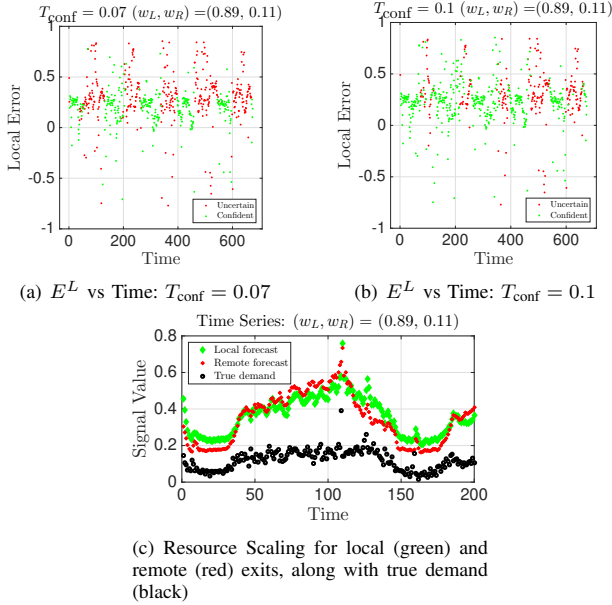 T_conf = 0.07 (w_L, w_R) =(0.89, 0.11)
1
0.5
0
-0.5
-1
Local Error
Uncertain
Confident
0 200 400 600
Time
(a) E^L vs Time: T_conf = 0.07
T_conf = 0.1 (w_L, w_R) =(0.89, 0.11)
1
0.5
0
-0.5
-1
Local Error
Uncertain
Confident
0 200 400 600
Time
(b) E^L vs Time: T_conf = 0.1
Time Series: (w_L, w_R) = (0.89, 0.11)
0.8
0.6
0.4
0.2
0
Signal Value
Local forecast
Remote forecast
True demand
0 50 100 150 200
Time
(c) Resource Scaling for local (green) and
remote (red) exits, along with true demand
(black)